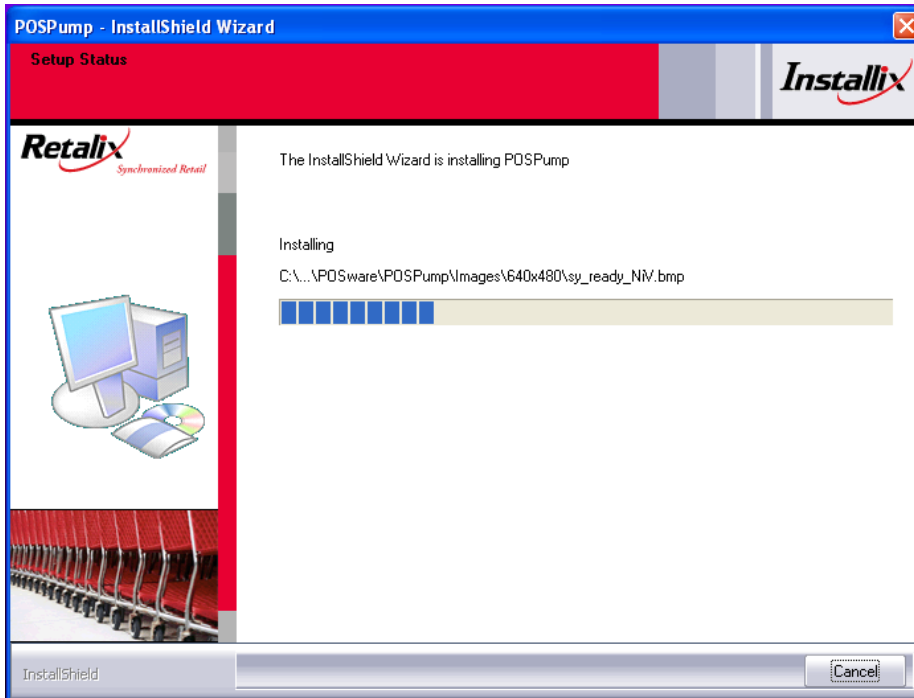 POSPump - InstallShield Wizard
Setup Status
Installix
Retalix
Synchronized Retail
The InstallShield Wizard is installing POSPump
Installing
C:\...\POSware\POSPump\Images\640x480\sy_ready_NiV.bmp
InstallShield
Cancel